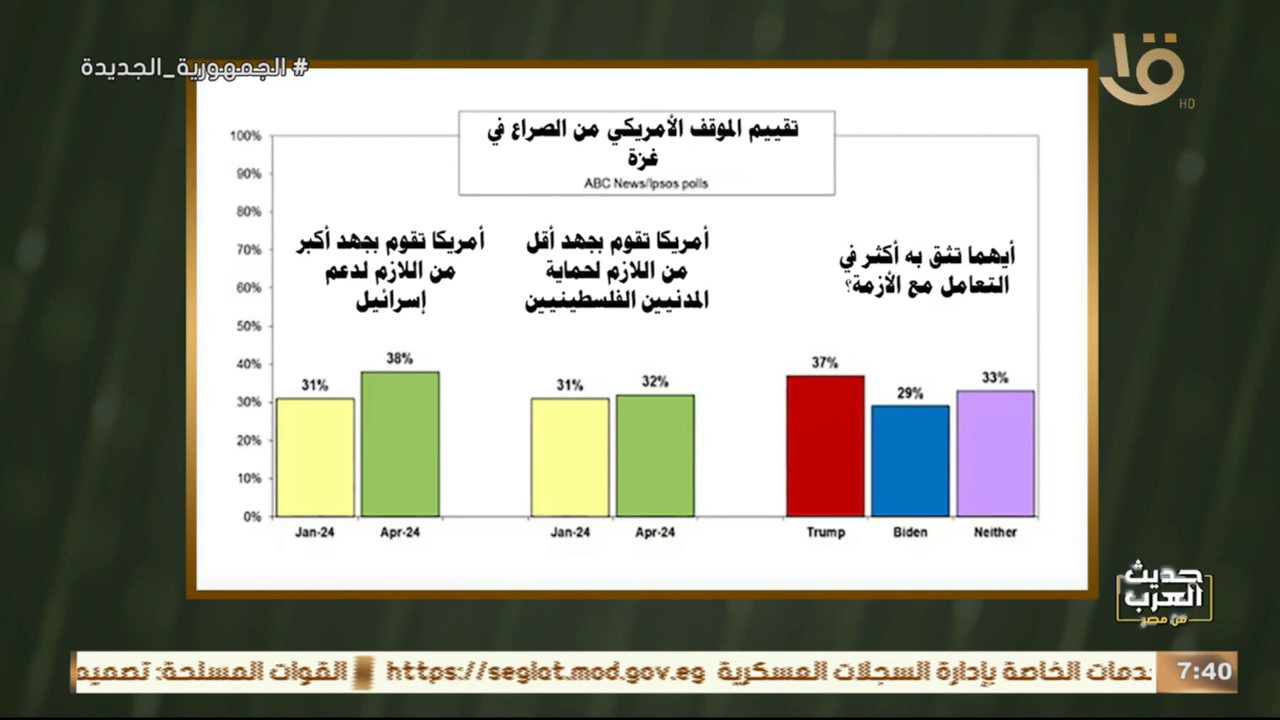 #الجمهورية_الجديدة
HD
تقييم الموقف الأمريكي من الصراع في
غزة
ABC News/Ipsos polls
100%
90%
80%
70%
60%
50%
40%
30%
20%
10%
0%
أمريكا تقوم بجهد أكبر
من اللازم لدعم
إسرائيل
أمريكا تقوم بجهد أقل
من اللازم لحماية
المدنيين الفلسطينيين
أيهما تثق به أكثر في
التعامل مع الأزمة؟
31%
38%
31%
32%
37%
29%
33%
Jan-24
Apr-24
Jan-24
Apr-24
Trump
Biden
Neither
حديث
العرب
من مصر
7:40
دمات الخاصة بإدارة السجلات العسكرية https://seglat.mod.gov.eg القوات المسلحة: تصميم